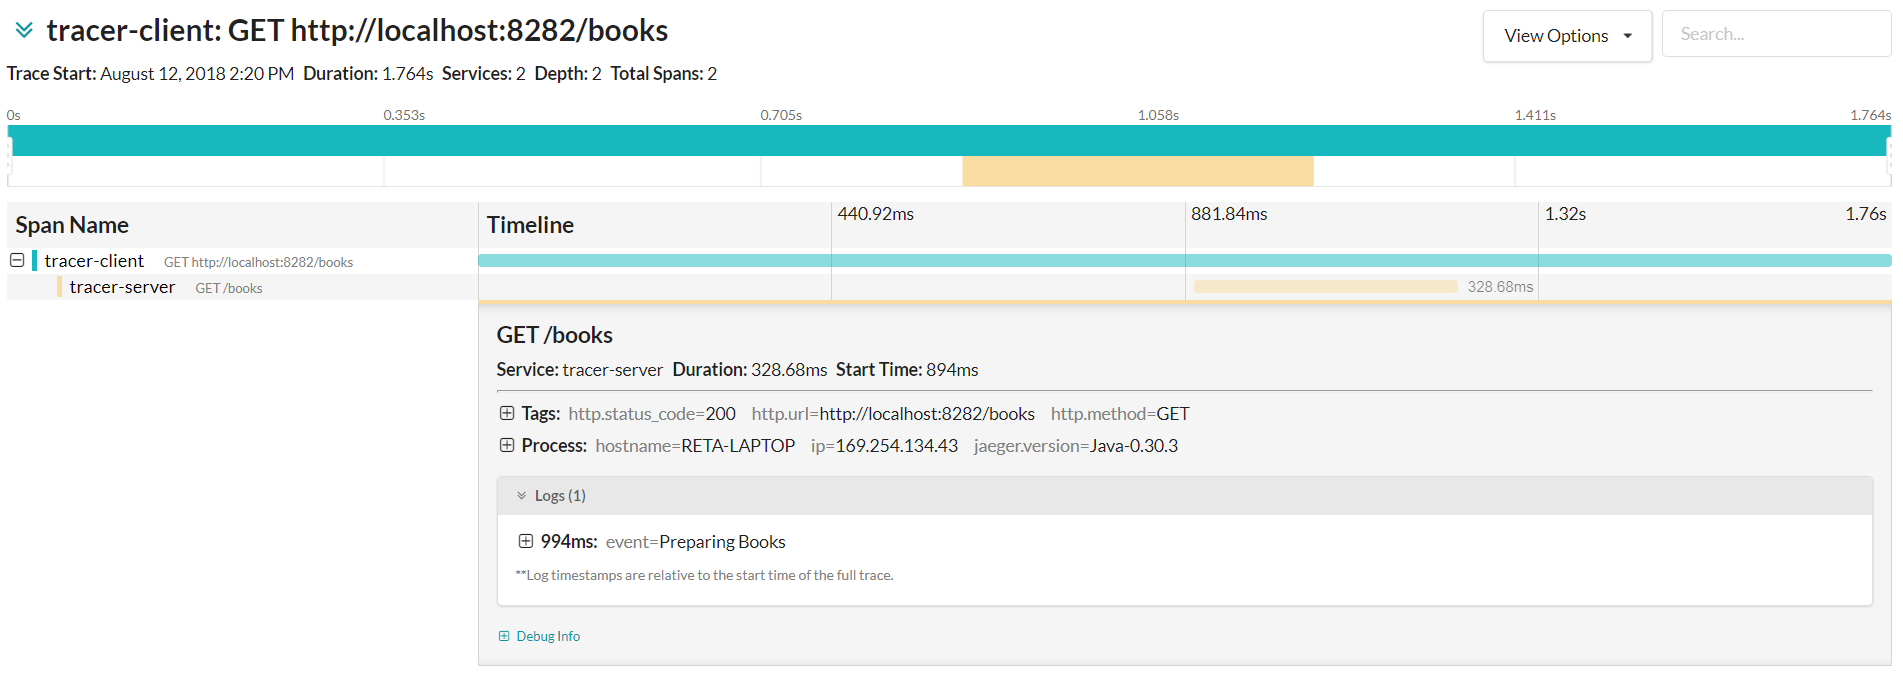 tracer-client: GET http://localhost:8282/books
View Options
Search...
Trace Start: August 12, 2018 2:20 PM Duration: 1.764s Services: 2 Depth: 2 Total Spans: 2
0s 0.353s 0.705s 1.058s 1.411s 1.764s
Span Name Timeline 440.92ms 881.84ms 1.32s 1.76s
tracer-client GET http://localhost:8282/books
tracer-server GET /books 328.68ms
GET /books
Service: tracer-server Duration: 328.68ms Start Time: 894ms
Tags: http.status_code=200 http.url=http://localhost:8282/books http.method=GET
Process: hostname=RETA-LAPTOP ip=169.254.134.43 jaeger.version=Java-0.30.3
Logs (1)
994ms: event=Preparing Books
**Log timestamps are relative to the start time of the full trace.
Debug Info